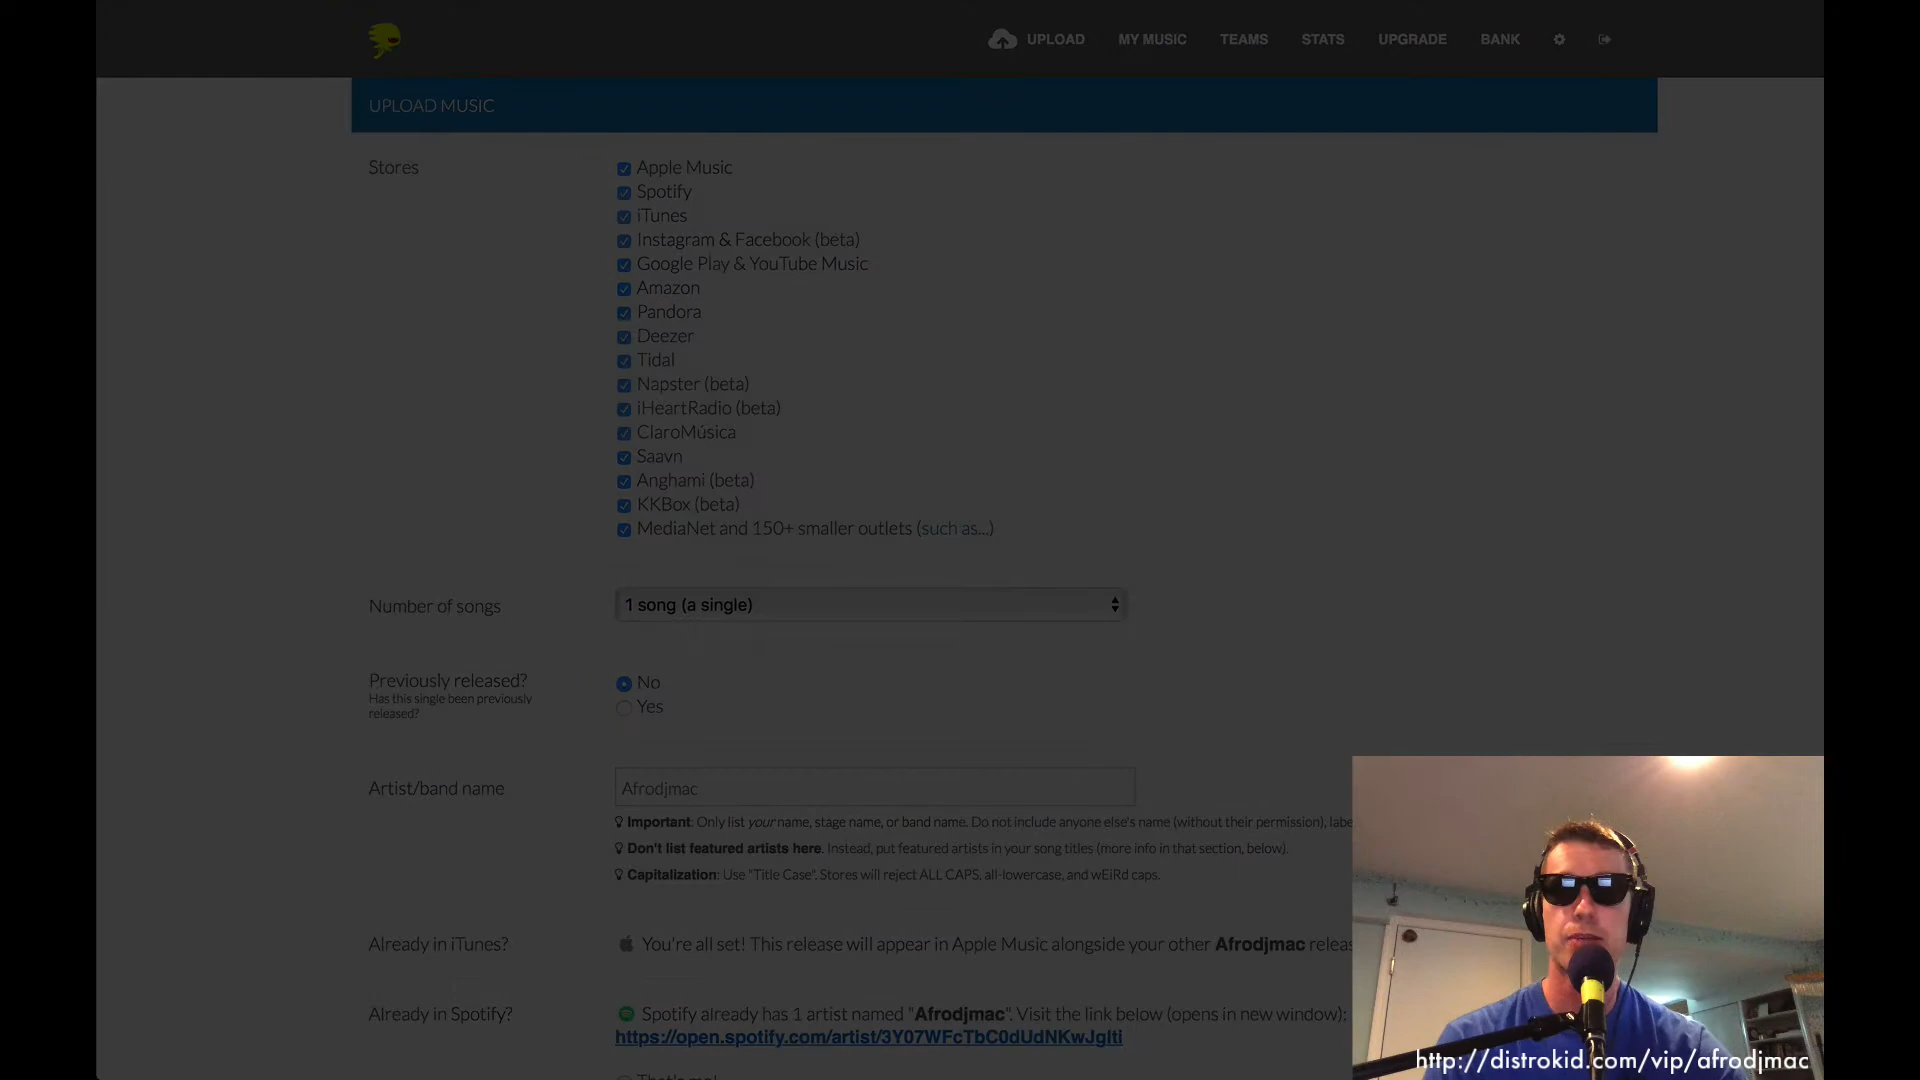 UPLOAD MY MUSIC TEAMS STATS UPGRADE BANK
UPLOAD MUSIC
Stores
Apple Music
Spotify
iTunes
Instagram & Facebook (beta)
Google Play & YouTube Music
Amazon
Pandora
Deezer
Tidal
Napster (beta)
iHeartRadio (beta)
ClaroMúsica
Saavn
Anghami (beta)
KKBox (beta)
MediaNet and 150+ smaller outlets (such as...)
Number of songs
1 song (a single)
Previously released?
Has this single been previously
released?
No
Yes
Artist/band name
Afrodjmac
Important: Only list your name, stage name, or band name. Do not include anyone else's name (without their permission), labe
Don't list featured artists here. Instead, put featured artists in your song titles (more info in that section, below).
Capitalization: Use "Title Case". Stores will reject ALL CAPS, all-lowercase, and wEiRd caps.
Already in iTunes?
You're all set! This release will appear in Apple Music alongside your other Afrodjmac releas
Already in Spotify?
Spotify already has 1 artist named "Afrodjmac". Visit the link below (opens in new window):
https://open.spotify.com/artist/3Y07WFcTbC0dUdNKwJglti
That's me!
http://distrokid.com/vip/afrodjmac